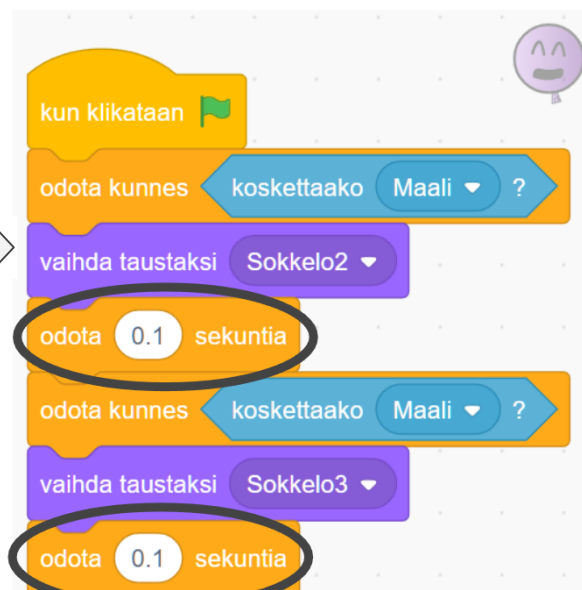 kun klikataan
odota kunnes koskettaako Maali ?
vaihda taustaksi Sokkelo2
odota 0.1 sekuntia
odota kunnes koskettaako Maali ?
vaihda taustaksi Sokkelo3
odota 0.1 sekuntia